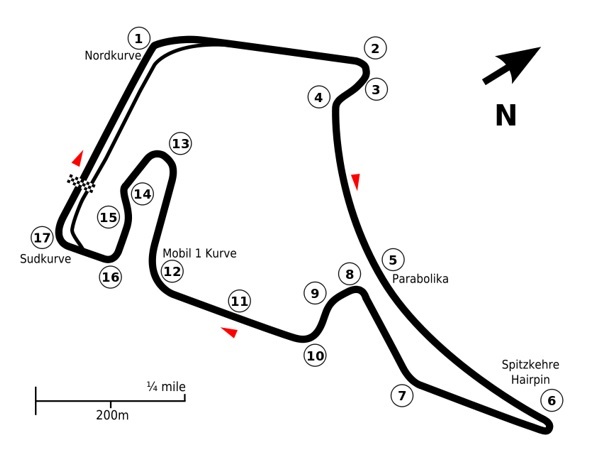 1
Nordkurve
2
3
4
N
13
14
15
17
Sudkurve
16
Mobil 1 Kurve
12
11
5
Parabolika
8
9
10
7
Spitzkehre
Hairpin
6
¼ mile
200m